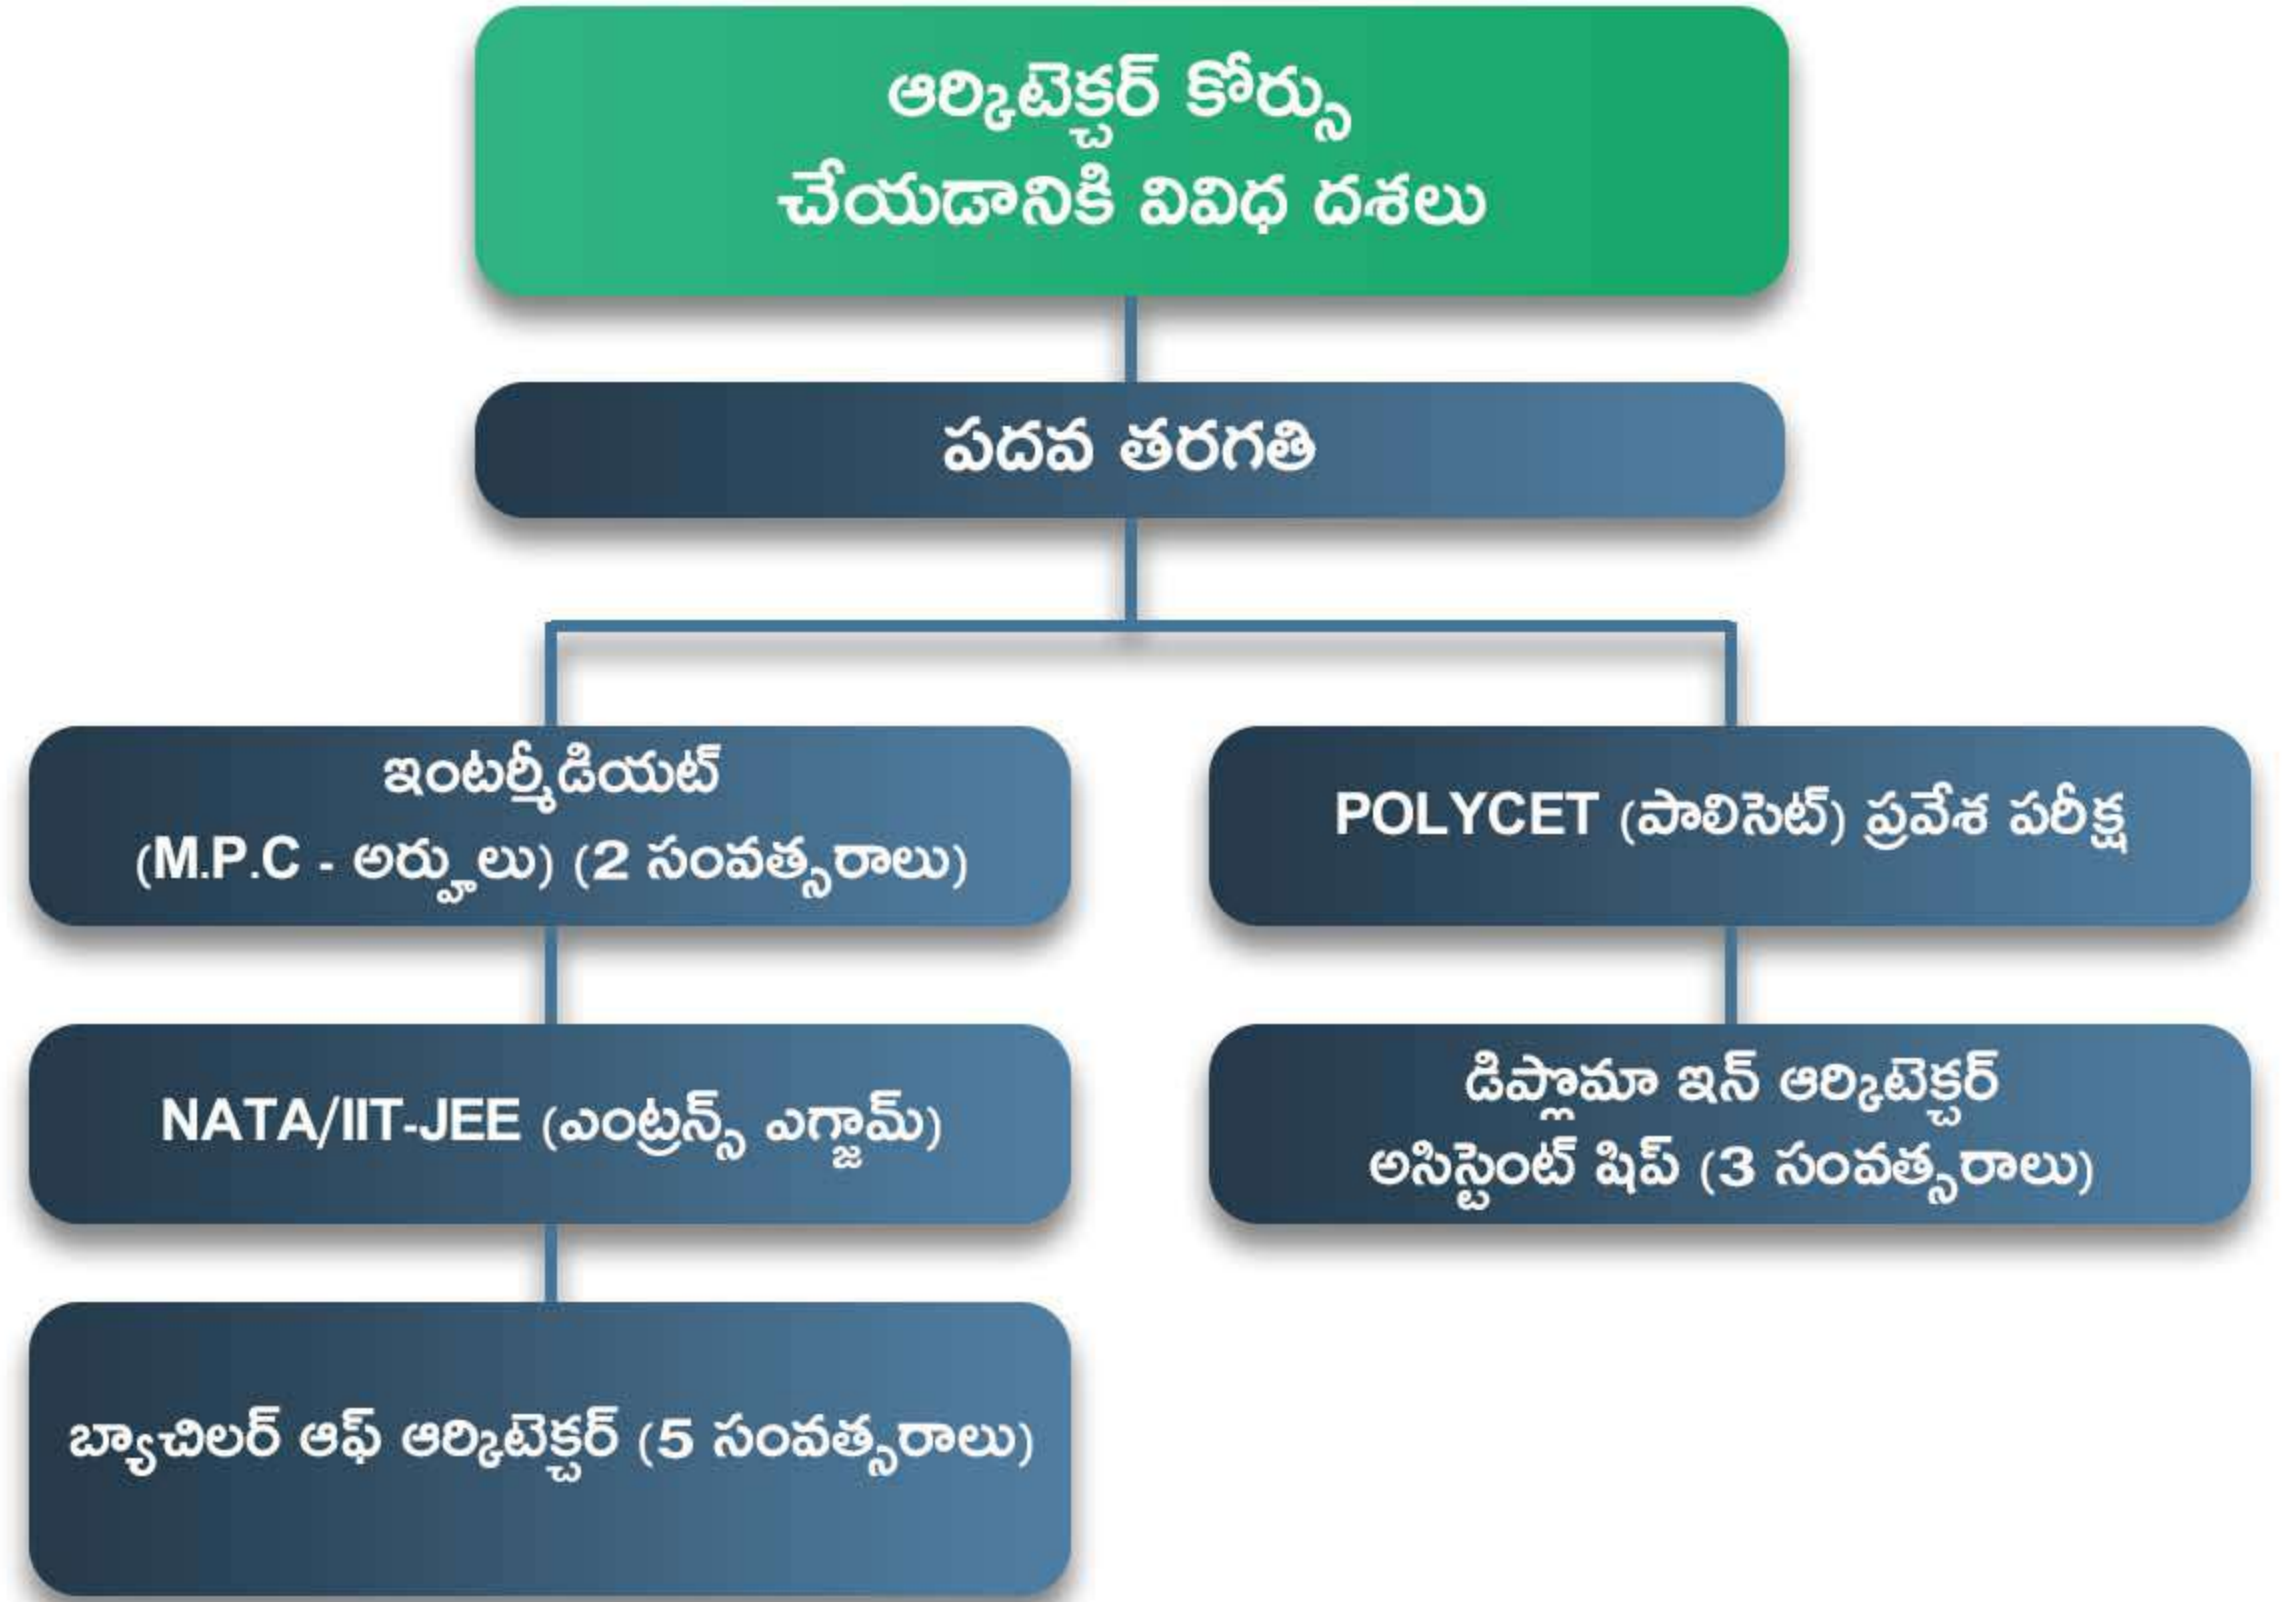 ఆర్కిటెక్చర్ కోర్సు
చేయడానికి వివిధ దశలు
పదవ తరగతి
ఇంటర్మీడియట్
(M.P.C - అర్హులు) (2 సంవత్సరాలు)
POLYCET (పాలిసెట్) ప్రవేశ పరీక్ష
NATA/IIT-JEE (ఎంట్రన్స్ ఎగ్జామ్)
డిప్లొమా ఇన్ ఆర్కిటెక్చర్
అసిస్టెంట్ షిప్ (3 సంవత్సరాలు)
బ్యాచిలర్ ఆఫ్ ఆర్కిటెక్చర్ (5 సంవత్సరాలు)